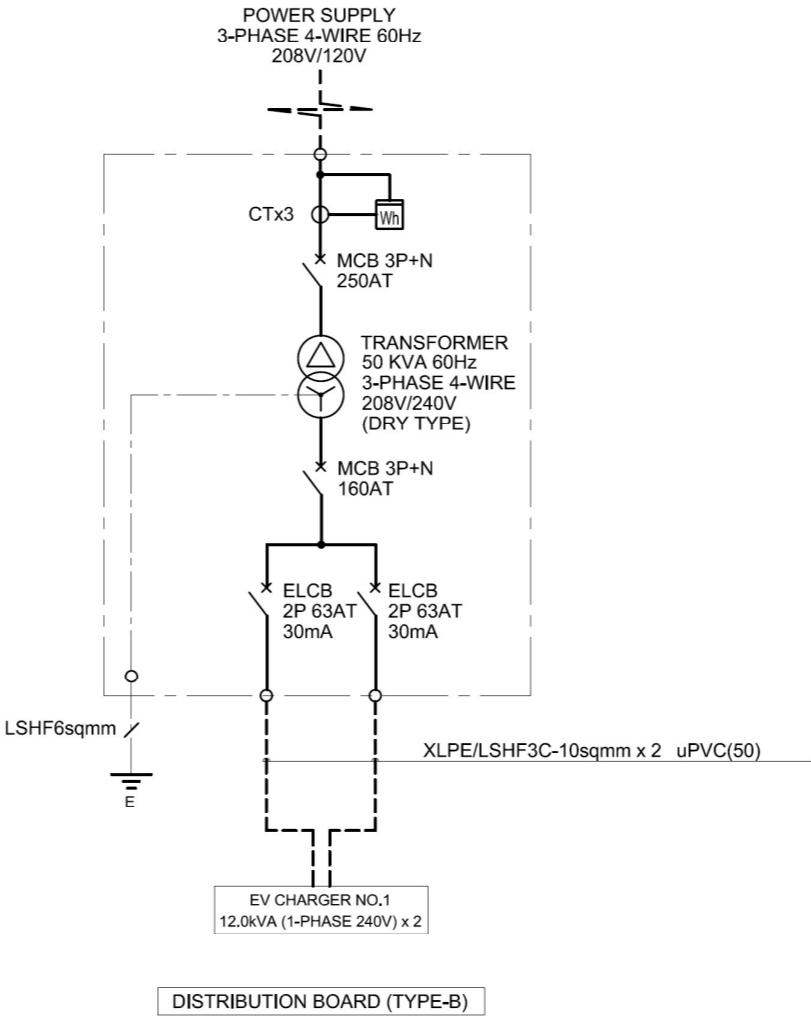 POWER SUPPLY
3-PHASE 4-WIRE 60Hz
208V/120V
CTx3
Wh
MCB 3P+N
250AT
TRANSFORMER
50 KVA 60Hz
3-PHASE 4-WIRE
208V/240V
(DRY TYPE)
MCB 3P+N
160AT
ELCB
2P 63AT
30mA
ELCB
2P 63AT
30mA
LSHF6sqmm
E
XLPE/LSHF3C-10sqmm x 2 uPVC(50)
EV CHARGER NO.1
12.0kVA (1-PHASE 240V) x 2
DISTRIBUTION BOARD (TYPE-B)